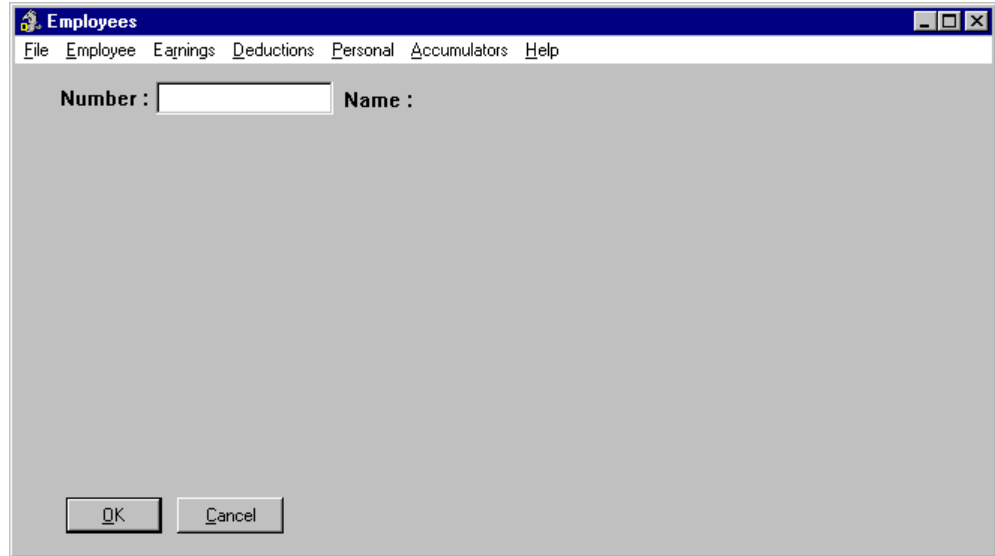 Employees
File Employee Earnings Deductions Personal Accumulators Help
Number : Name :
OK Cancel